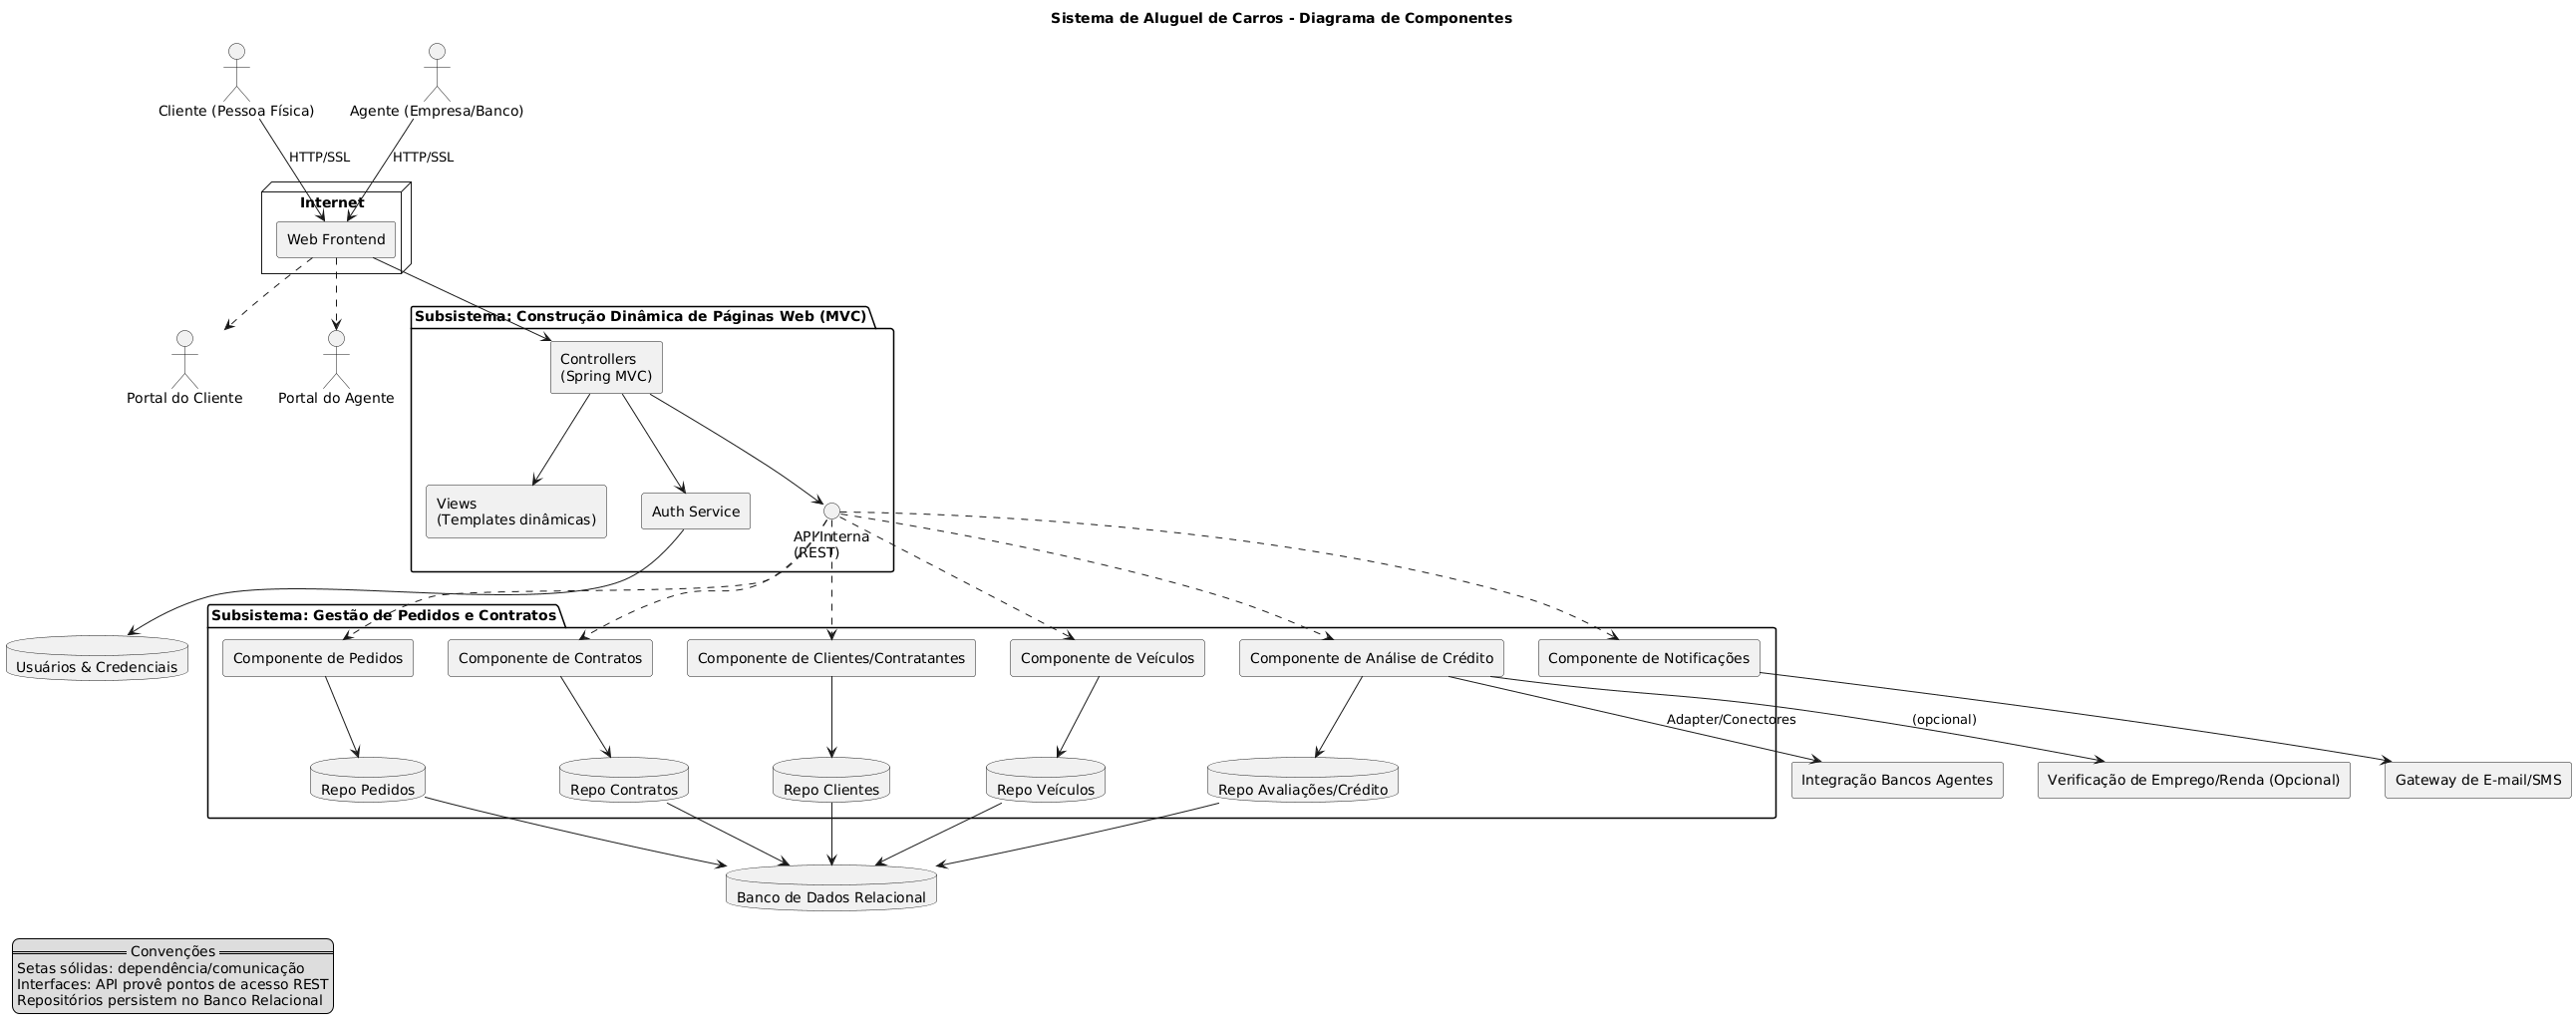 Sistema de Aluguel de Carros - Diagrama de Componentes
Cliente (Pessoa Física)
Agente (Empresa/Banco)
HTTP/SSL
HTTP/SSL
Internet
Web Frontend
Subsistema: Construção Dinâmica de Páginas Web (MVC)
Controllers
(Spring MVC)
Portal do Cliente
Portal do Agente
Views
(Templates dinâmicas)
Auth Service
API Interna
(REST)
Subsistema: Gestão de Pedidos e Contratos
Usuários & Credenciais
Componente de Pedidos
Componente de Contratos
Componente de Clientes/Contratantes
Componente de Veículos
Componente de Análise de Crédito
Componente de Notificações
Adapter/Conectores
(opcional)
Repo Pedidos
Repo Contratos
Repo Clientes
Repo Veículos
Repo Avaliações/Crédito
Integração Bancos Agentes
Verificação de Emprego/Renda (Opcional)
Gateway de E-mail/SMS
Banco de Dados Relacional
Convenções
Setas sólidas: dependência/comunicação
Interfaces: API provê pontos de acesso REST
Repositórios persistem no Banco Relacional